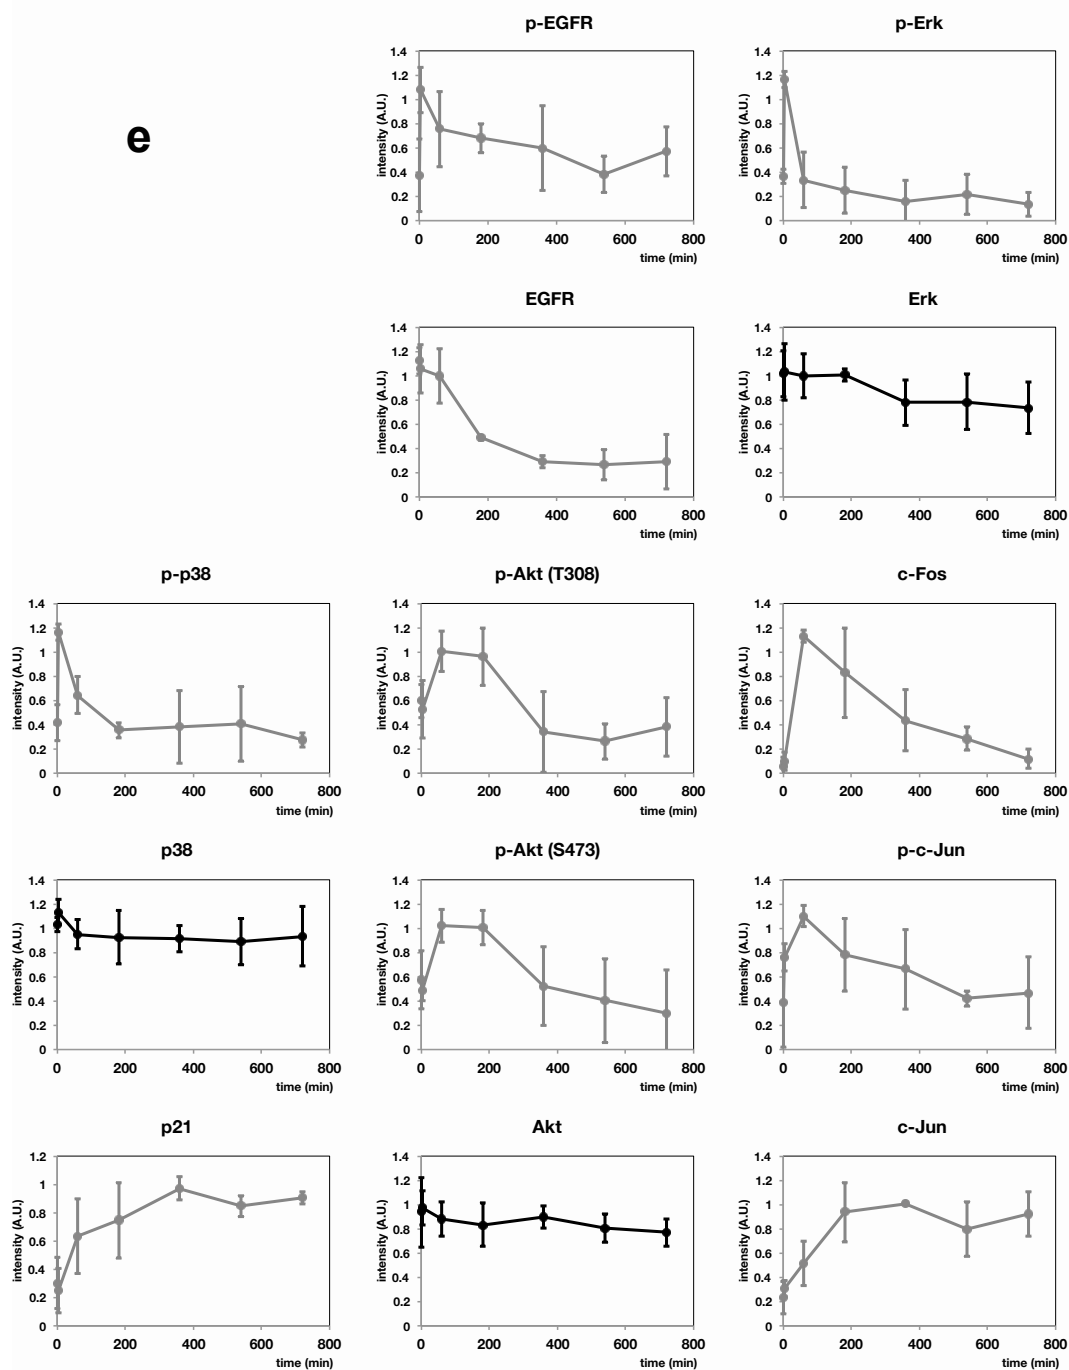 e
p-EGFR
intensity (A.U.)
1.4
1.2
1
0.8
0.6
0.4
0.2
0
0 200 400 600 800
time (min)
p-Erk
intensity (A.U.)
1.4
1.2
1
0.8
0.6
0.4
0.2
0
0 200 400 600 800
time (min)
EGFR
intensity (A.U.)
1.4
1.2
1
0.8
0.6
0.4
0.2
0
0 200 400 600 800
time (min)
Erk
intensity (A.U.)
1.4
1.2
1
0.8
0.6
0.4
0.2
0
0 200 400 600 800
time (min)
p-p38
intensity (A.U.)
1.4
1.2
1
0.8
0.6
0.4
0.2
0
0 200 400 600 800
time (min)
p-Akt (T308)
intensity (A.U.)
1.4
1.2
1
0.8
0.6
0.4
0.2
0
0 200 400 600 800
time (min)
c-Fos
intensity (A.U.)
1.4
1.2
1
0.8
0.6
0.4
0.2
0
0 200 400 600 800
time (min)
p38
intensity (A.U.)
1.4
1.2
1
0.8
0.6
0.4
0.2
0
0 200 400 600 800
time (min)
p-Akt (S473)
intensity (A.U.)
1.4
1.2
1
0.8
0.6
0.4
0.2
0
0 200 400 600 800
time (min)
p-c-Jun
intensity (A.U.)
1.4
1.2
1
0.8
0.6
0.4
0.2
0
0 200 400 600 800
time (min)
p21
intensity (A.U.)
1.2
1
0.8
0.6
0.4
0.2
0
0 200 400 600 800
time (min)
Akt
intensity (A.U.)
1.4
1.2
1
0.8
0.6
0.4
0.2
0
0 200 400 600 800
time (min)
c-Jun
intensity (A.U.)
1.4
1.2
1
0.8
0.6
0.4
0.2
0
0 200 400 600 800
time (min)